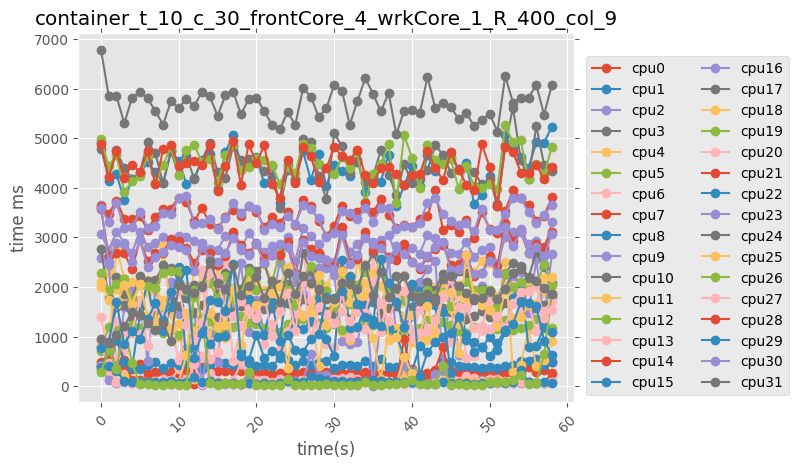 container_t_10_c_30_frontCore_4_wrkCore_1_R_400_col_9
time ms
7000
6000
5000
4000
3000
2000
1000
0
0
10
20
30
40
50
60
time(s)
cpu0
cpu1
cpu2
cpu3
cpu4
cpu5
cpu6
cpu7
cpu8
cpu9
cpu10
cpu11
cpu12
cpu13
cpu14
cpu15
cpu16
cpu17
cpu18
cpu19
cpu20
cpu21
cpu22
cpu23
cpu24
cpu25
cpu26
cpu27
cpu28
cpu29
cpu30
cpu31